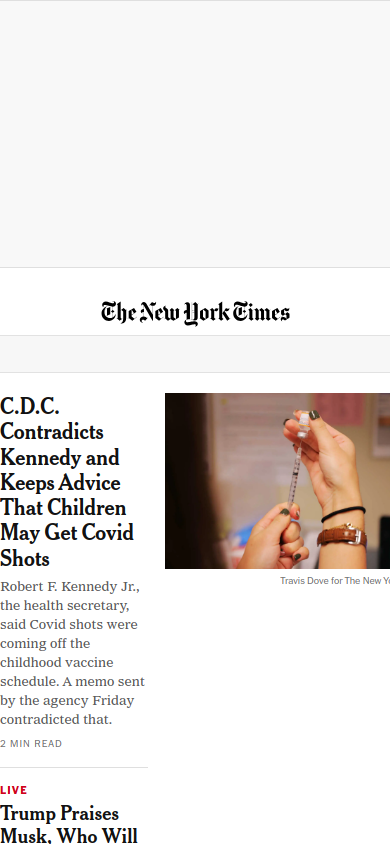 The New York Times
C.D.C.
Contradicts
Kennedy and
Keeps Advice
That Children
May Get Covid
Shots
Robert F. Kennedy Jr.,
the health secretary,
said Covid shots were
coming off the
childhood vaccine
schedule. A memo sent
by the agency Friday
contradicted that.
2 MIN READ
Travis Dove for The New Yo
LIVE
Trump Praises
Musk, Who Will